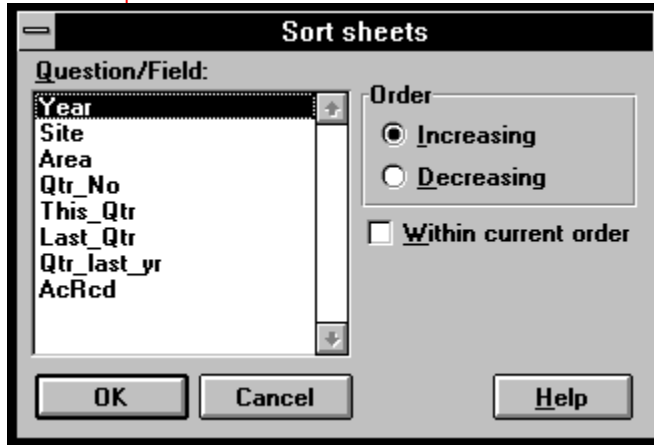 Sort sheets
Question/Field:
Year
Site
Area
Qtr_No
This_Qtr
Last_Qtr
Qtr_last_yr
AcRcd
Order
Increasing
Decreasing
Within current order
OK
Cancel
Help